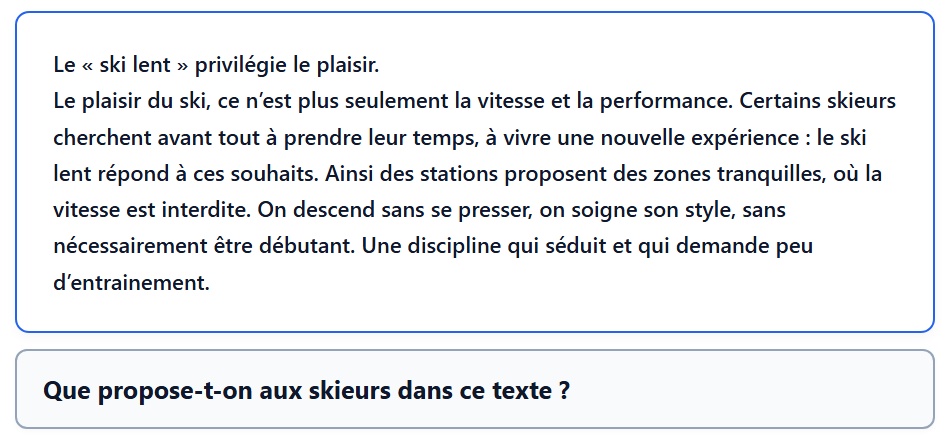 Le « ski lent » privilégie le plaisir.
Le plaisir du ski, ce n’est plus seulement la vitesse et la performance. Certains skieurs
cherchent avant tout à prendre leur temps, à vivre une nouvelle expérience : le ski
lent répond à ces souhaits. Ainsi des stations proposent des zones tranquilles, où la
vitesse est interdite. On descend sans se presser, on soigne son style, sans
nécessairement être débutant. Une discipline qui séduit et qui demande peu
d’entrainement.
Que propose-t-on aux skieurs dans ce texte ?